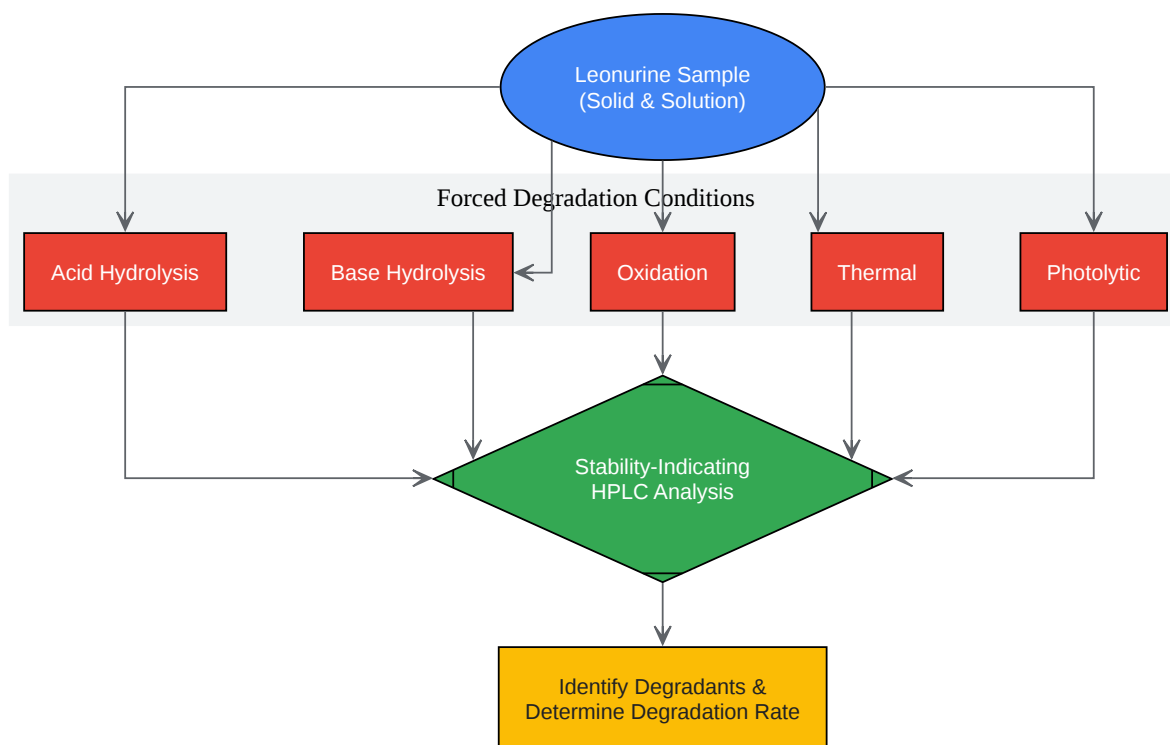 Leonurine Sample
(Solid & Solution)
Forced Degradation Conditions
Acid Hydrolysis
Base Hydrolysis
Oxidation
Thermal
Photolytic
Stability-Indicating
HPLC Analysis
Identify Degradants &
Determine Degradation Rate